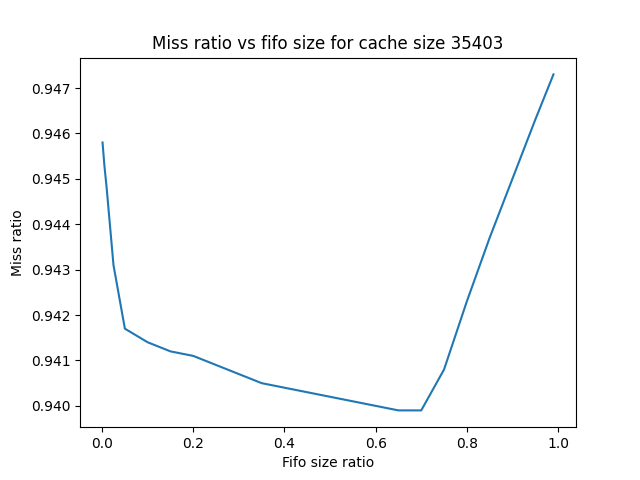 Miss ratio vs fifo size for cache size 35403
0.947
0.946
0.945
0.944
0.943
0.942
0.941
0.940
Miss ratio
0.0 0.2 0.4 0.6 0.8 1.0
Fifo size ratio